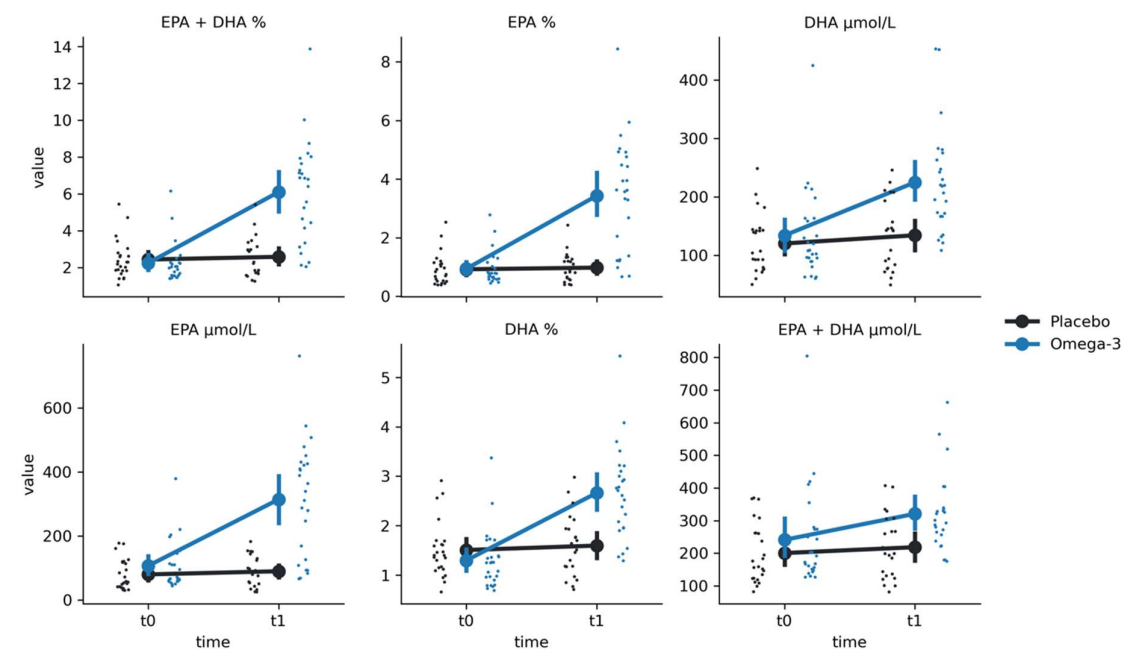 EPA + DHA %
EPA %
DHA µmol/L
14
12
10
8
6
4
2
value
8
6
4
2
0
400
300
200
100
EPA µmol/L
DHA %
EPA + DHA µmol/L
600
400
200
0
value
t0
t1
time
5
4
3
2
1
t0
t1
time
800
700
600
500
400
300
200
100
t0
t1
time
Placebo
Omega-3